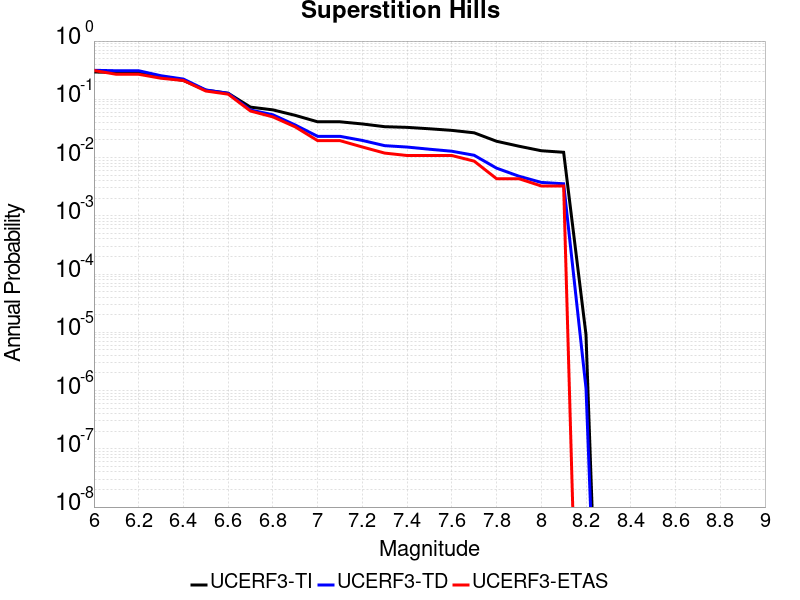 Superstition Hills
10^0
10^-1
10^-2
10^-3
10^-4
10^-5
10^-6
10^-7
10^-8
Annual Probability
6 6.2 6.4 6.6 6.8 7 7.2 7.4 7.6 7.8 8 8.2 8.4 8.6 8.8 9
Magnitude
UCERF3-TI UCERF3-TD UCERF3-ETAS